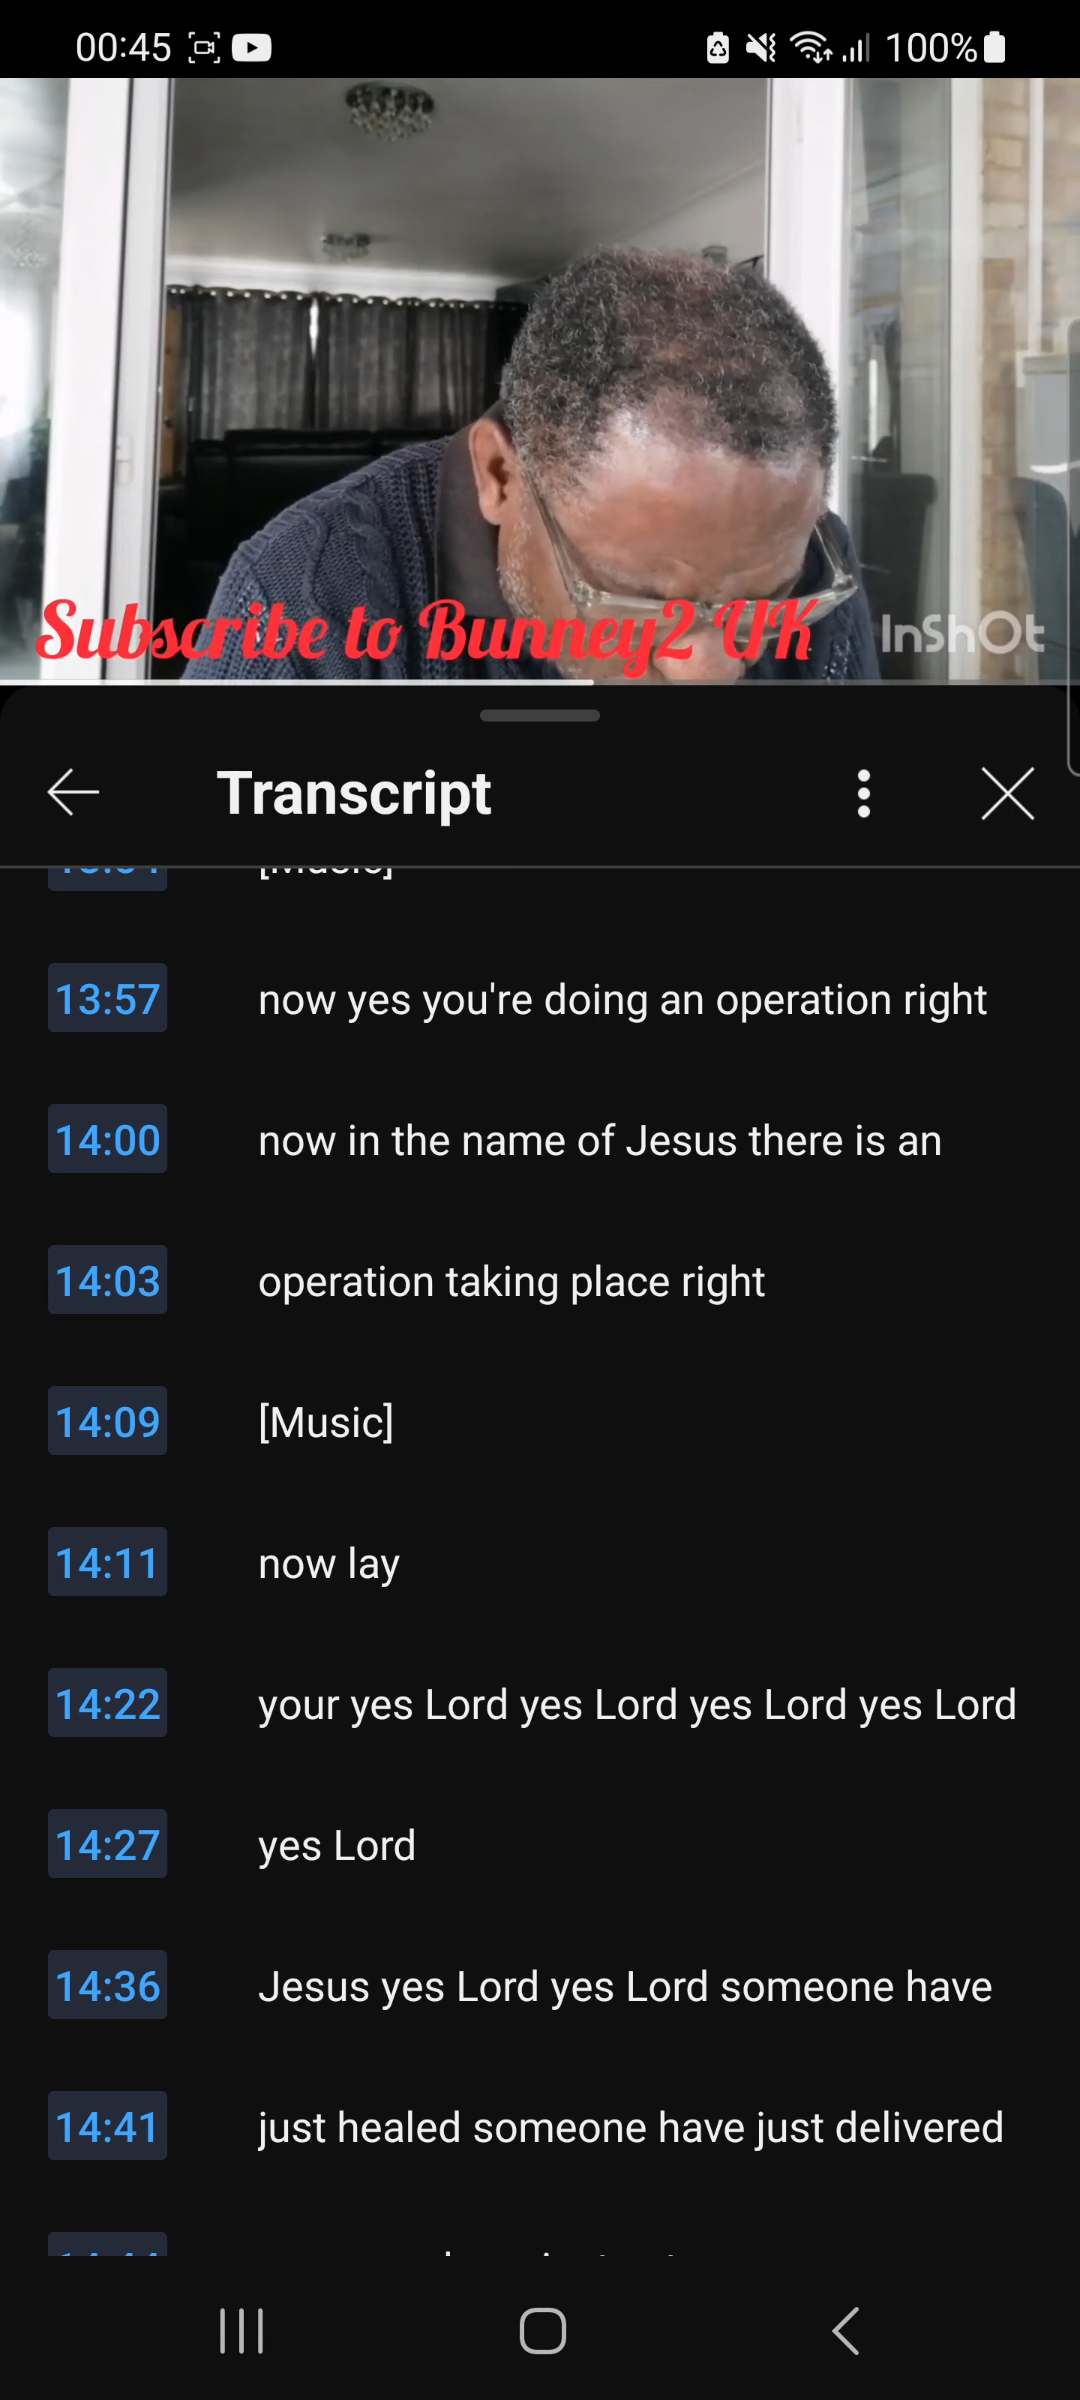 00:45
100%
Subscribe to Bunney2 UK
InShOt
Transcript
[Music]
13:57 now yes you're doing an operation right
14:00 now in the name of Jesus there is an
14:03 operation taking place right
14:09 [Music]
14:11 now lay
14:22 your yes Lord yes Lord yes Lord yes Lord
14:27 yes Lord
14:36 Jesus yes Lord yes Lord someone have
14:41 just healed someone have just delivered